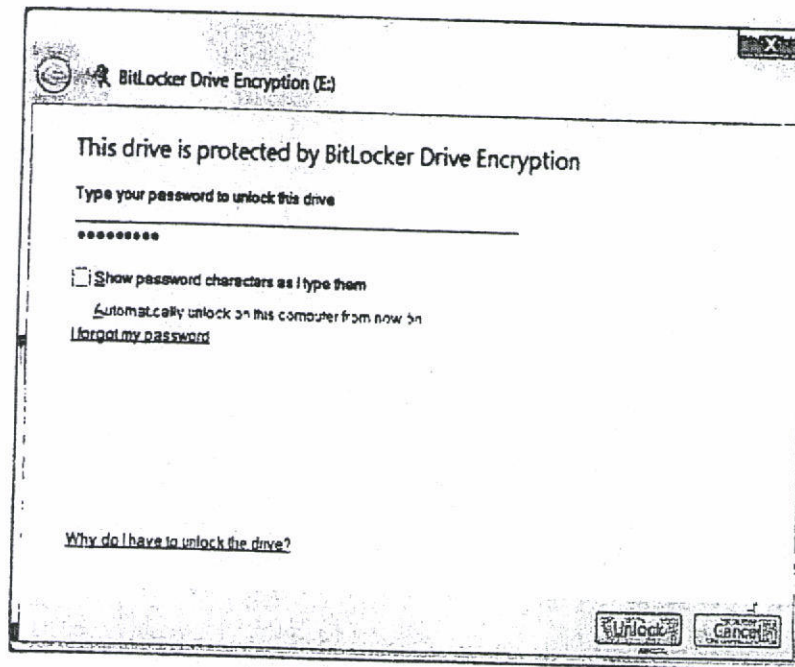 BitLocker Drive Encryption (E:)
This drive is protected by BitLocker Drive Encryption
Type your password to unlock this drive
•••••••••
Show password characters as I type them
Automatically unlock on this computer from now on
I forgot my password
Why do I have to unlock the drive?
Unlock Cancel